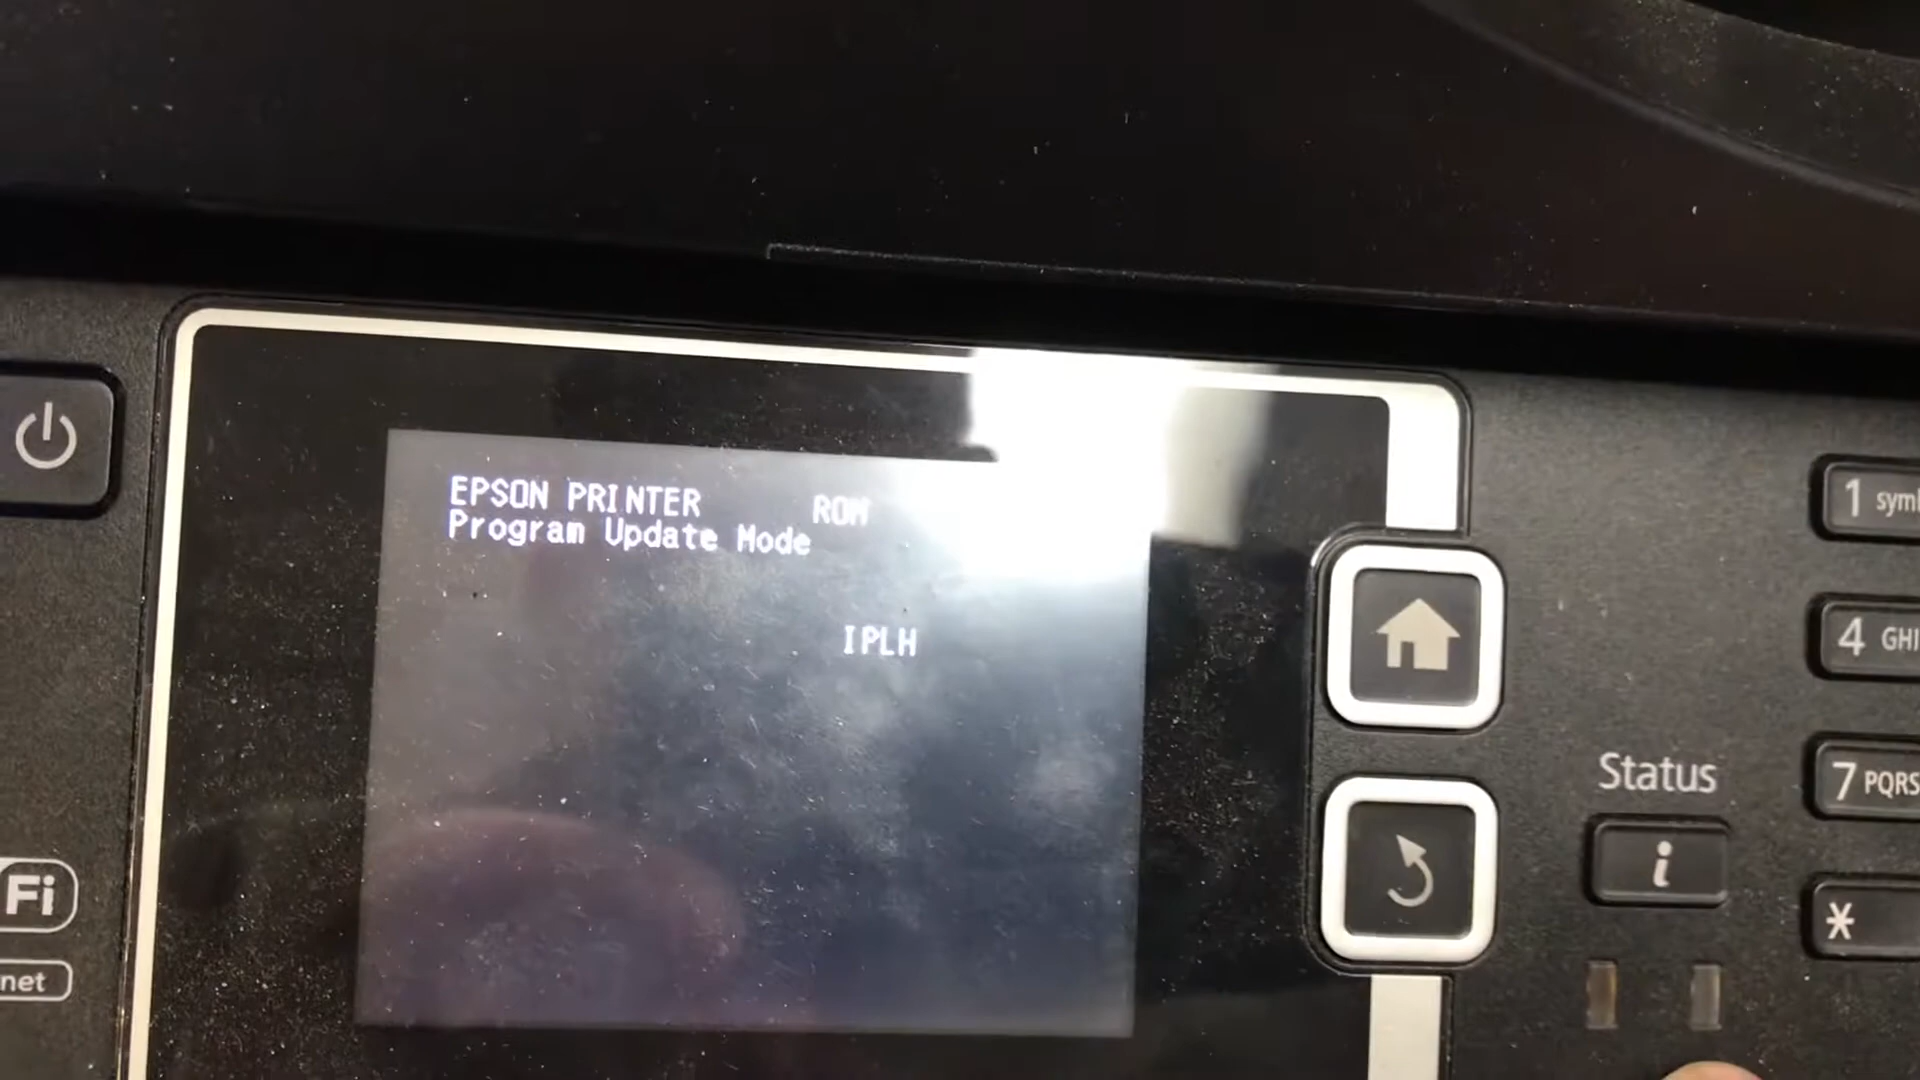 EPSON PRINTER ROM
Program Update Mode
IPLH
1
4 GHI
Status
7 PQRS
i
Fi
*
net